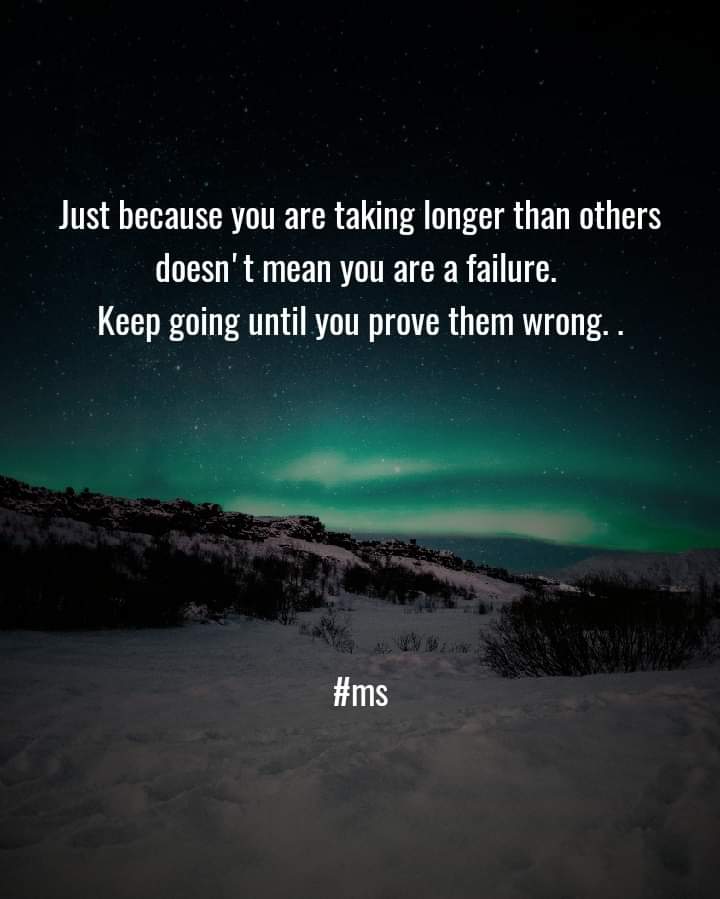 Just because you are taking longer than others
doesn't mean you are a failure.
Keep going until you prove them wrong. .
#ms